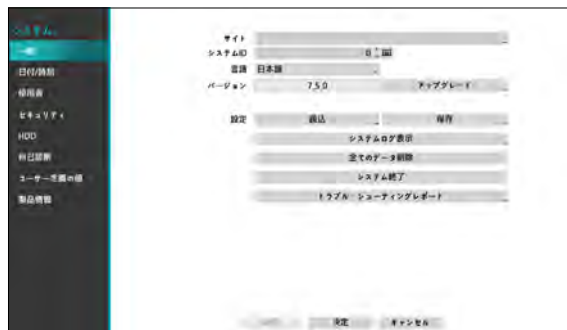 システム
一般
日付/時刻
使用者
セキュリティ
HDD
自己診断
ユーザー定義の値
製品情報
サイト
システムID 0
言語 日本語
バージョン 7.5.0 アップグレード
設定 読込 保存
システムログ表示
全てのデータ削除
システム終了
トラブル シューティングレポート
決定 キャンセル